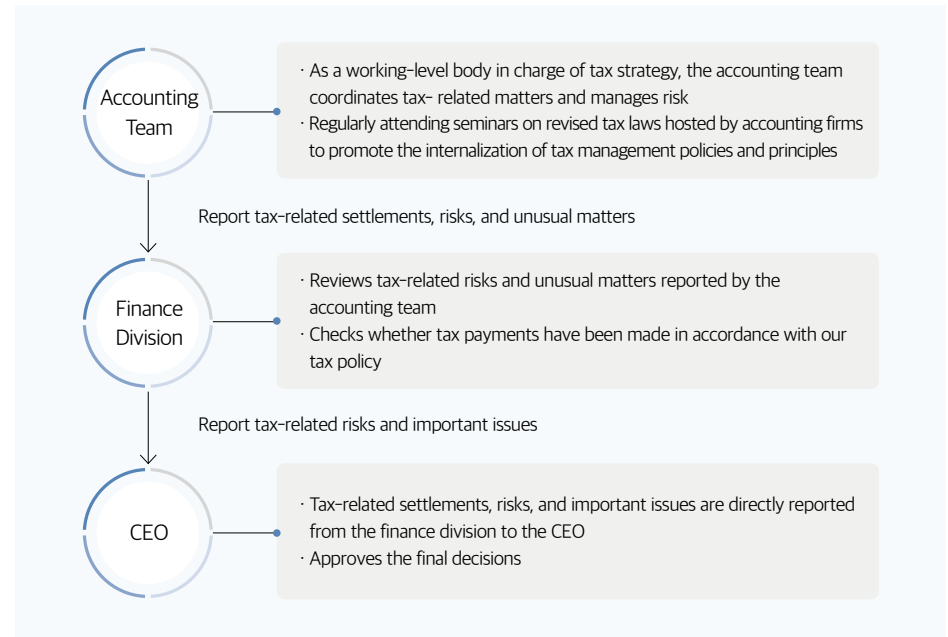 Accounting
Team
· As a working-level body in charge of tax strategy, the accounting team
coordinates tax- related matters and manages risk
· Regularly attending seminars on revised tax laws hosted by accounting firms
to promote the internalization of tax management policies and principles
Report tax-related settlements, risks, and unusual matters
Finance
Division
· Reviews tax-related risks and unusual matters reported by the
accounting team
· Checks whether tax payments have been made in accordance with our
tax policy
Report tax-related risks and important issues
CEO
· Tax-related settlements, risks, and important issues are directly reported
from the finance division to the CEO
· Approves the final decisions